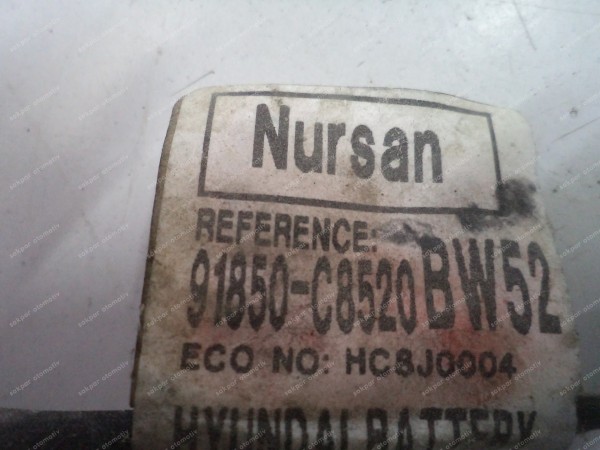 Nursan
REFERENCE:
91850-C8520 BW52
ECO NO: HC8J0004
HYUNDAI BATTERY